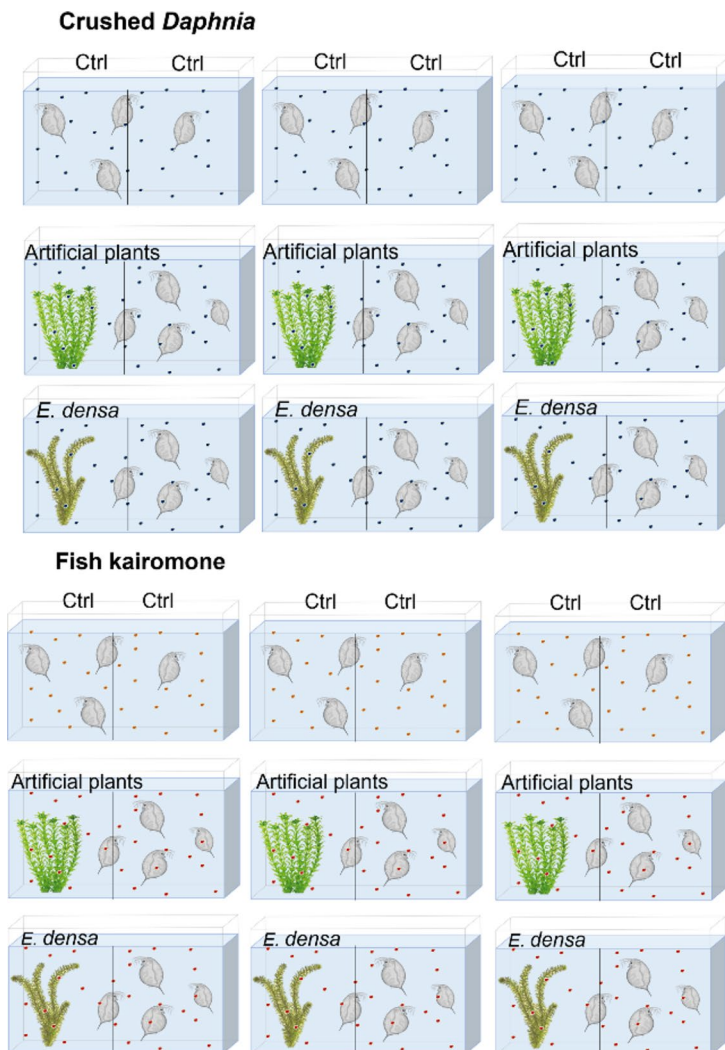 Crushed Daphnia
Ctrl Ctrl Ctrl Ctrl Ctrl Ctrl
Artificial plants Artificial plants Artificial plants
E. densa E. densa E. densa
Fish kairomone
Ctrl Ctrl Ctrl Ctrl Ctrl Ctrl
Artificial plants Artificial plants Artificial plants
E. densa E. densa E. densa